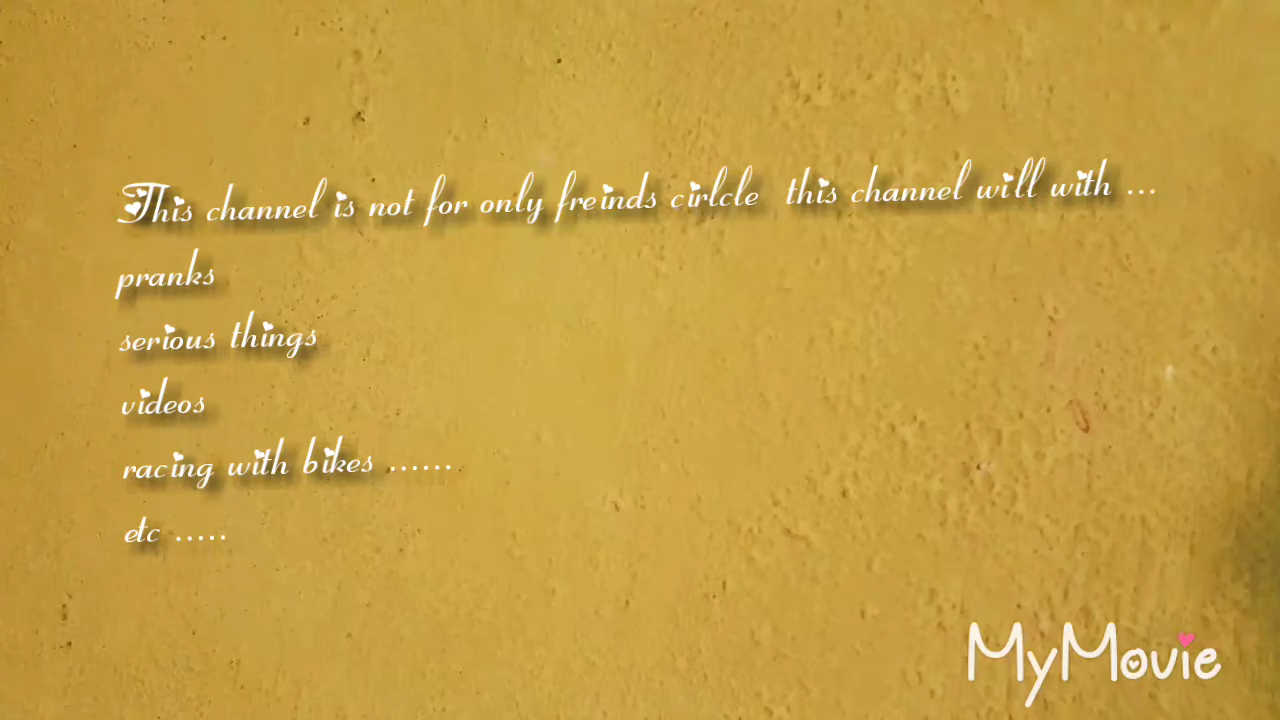 This channel is not for only freinds cirlcle this channel will with ...
pranks
serious things
videos
racing with bikes ......
etc .....
MyMovie